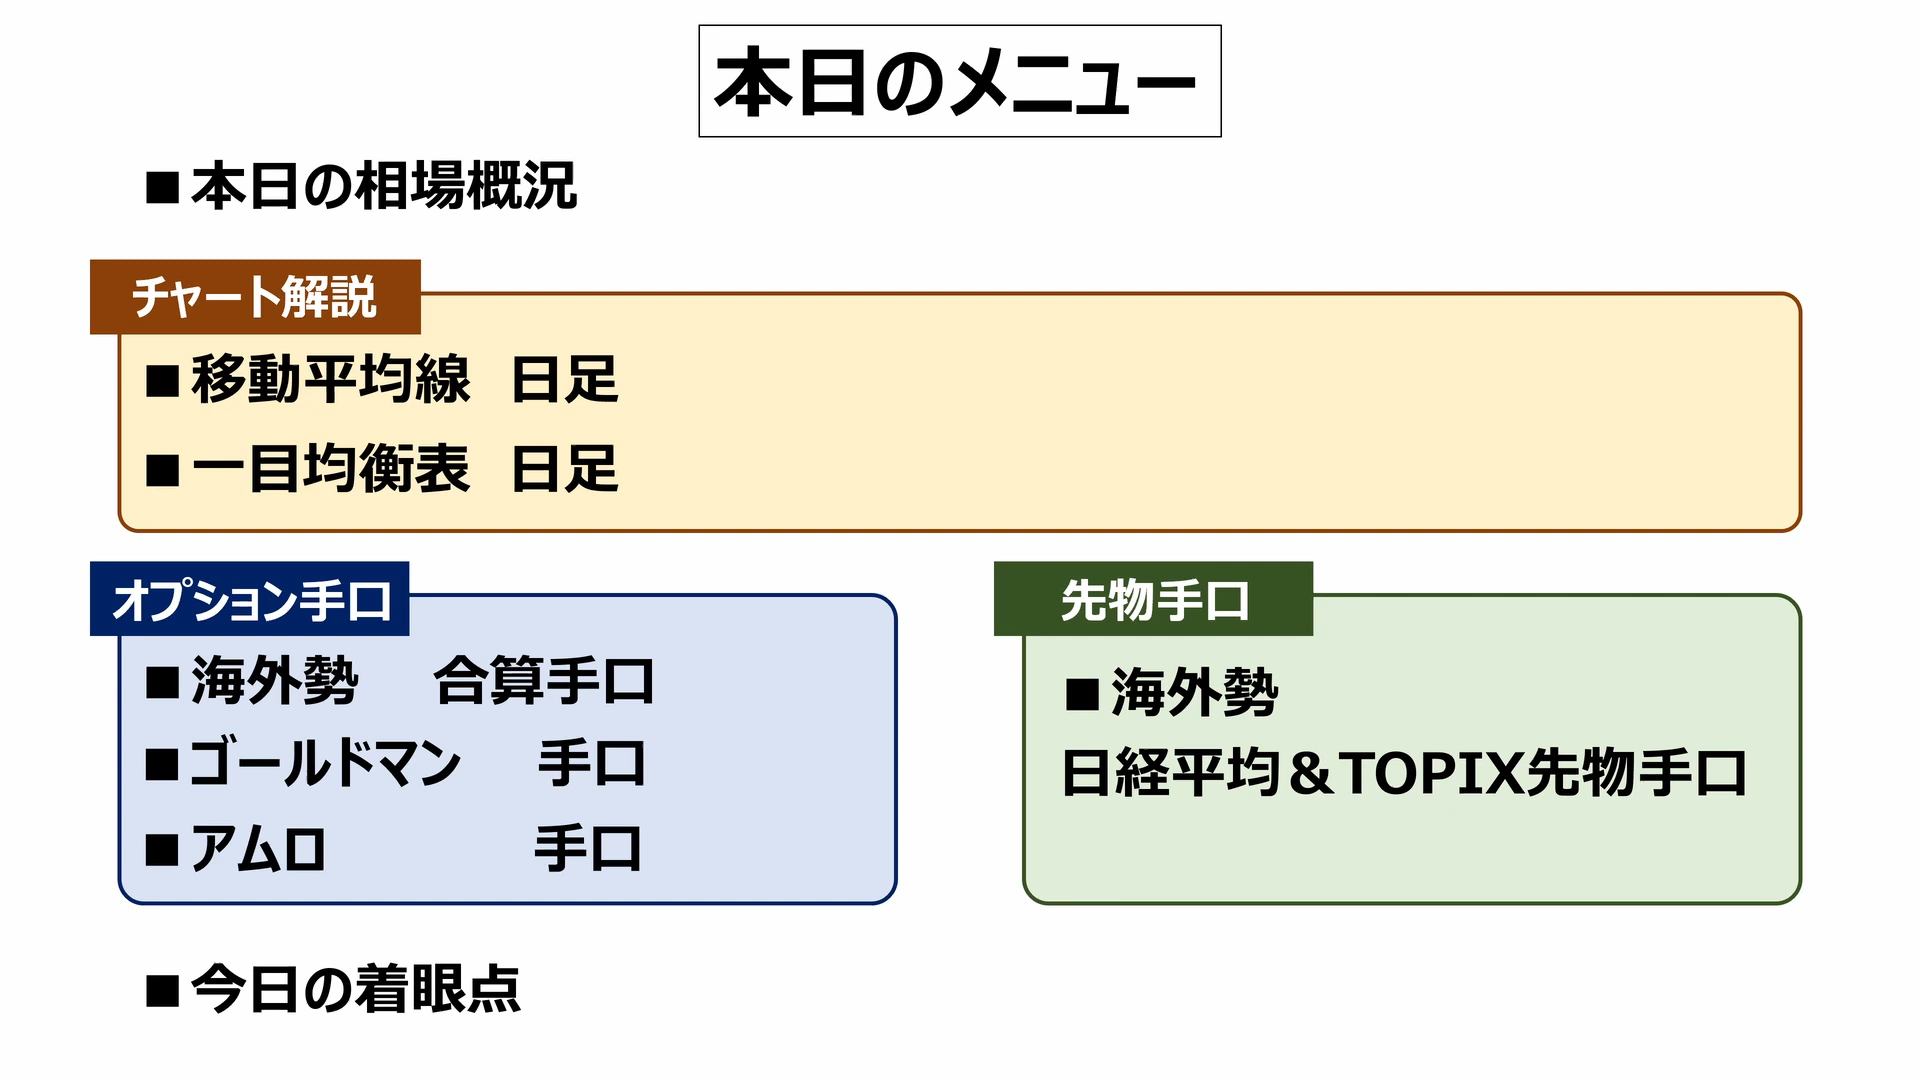 本日のメニュー
■本日の相場概況
チャート解説
■移動平均線　日足
■一目均衡表　日足
オプション手口
■海外勢　合算手口
■ゴールドマン　手口
■アムロ　手口
先物手口
■海外勢
日経平均＆TOPIX先物手口
■今日の着眼点